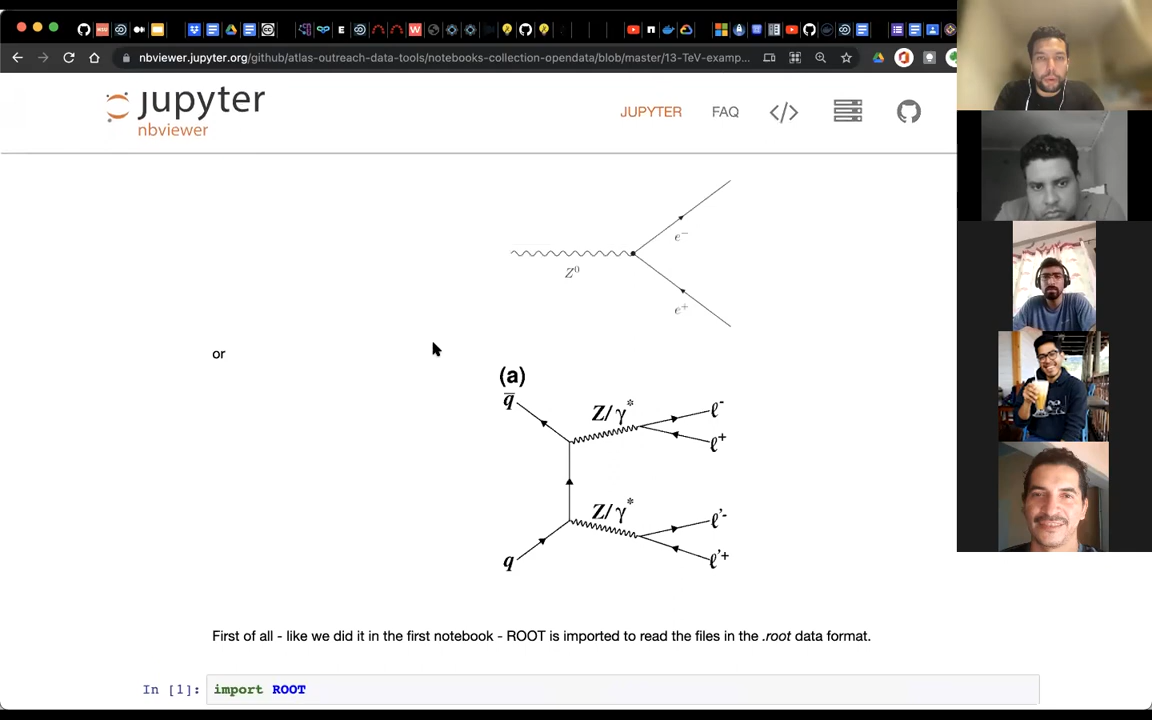 nbviewer.jupyter.org/github/atlas-outreach-data-tools/notebooks-collection-opendata/blob/master/13-TeV-examp...
jupyter
nbviewer
JUPYTER FAQ </>
e⁻
Z⁰
e⁺
or
(a)
q̅
Z/γ* ℓ⁻
ℓ⁺
Z/γ* ℓ'⁻
q ℓ'⁺
First of all - like we did it in the first notebook - ROOT is imported to read the files in the .root data format.
In [1]: import ROOT